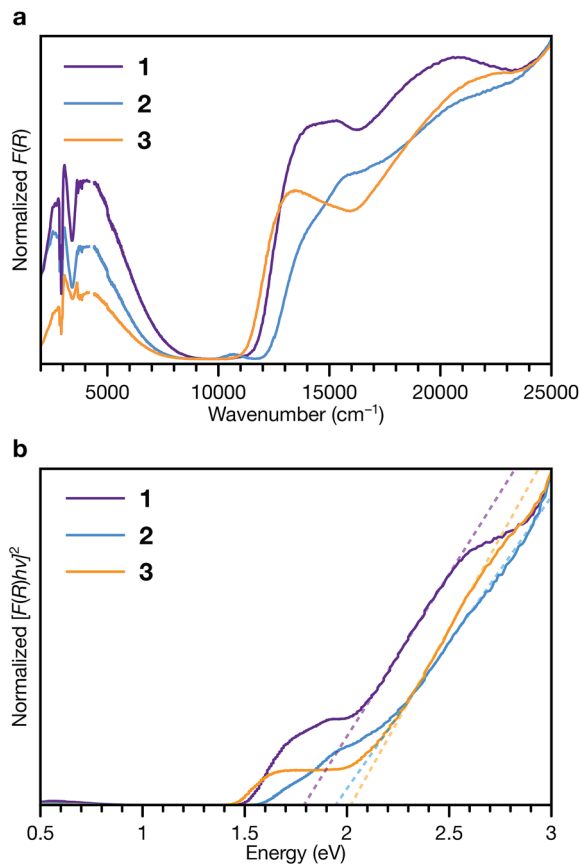 a
1
2
3
Normalized F(R)
5000 10000 15000 20000 25000
Wavenumber (cm⁻¹)
b
1
2
3
Normalized [F(R)hν]²
0.5 1 1.5 2 2.5 3
Energy (eV)